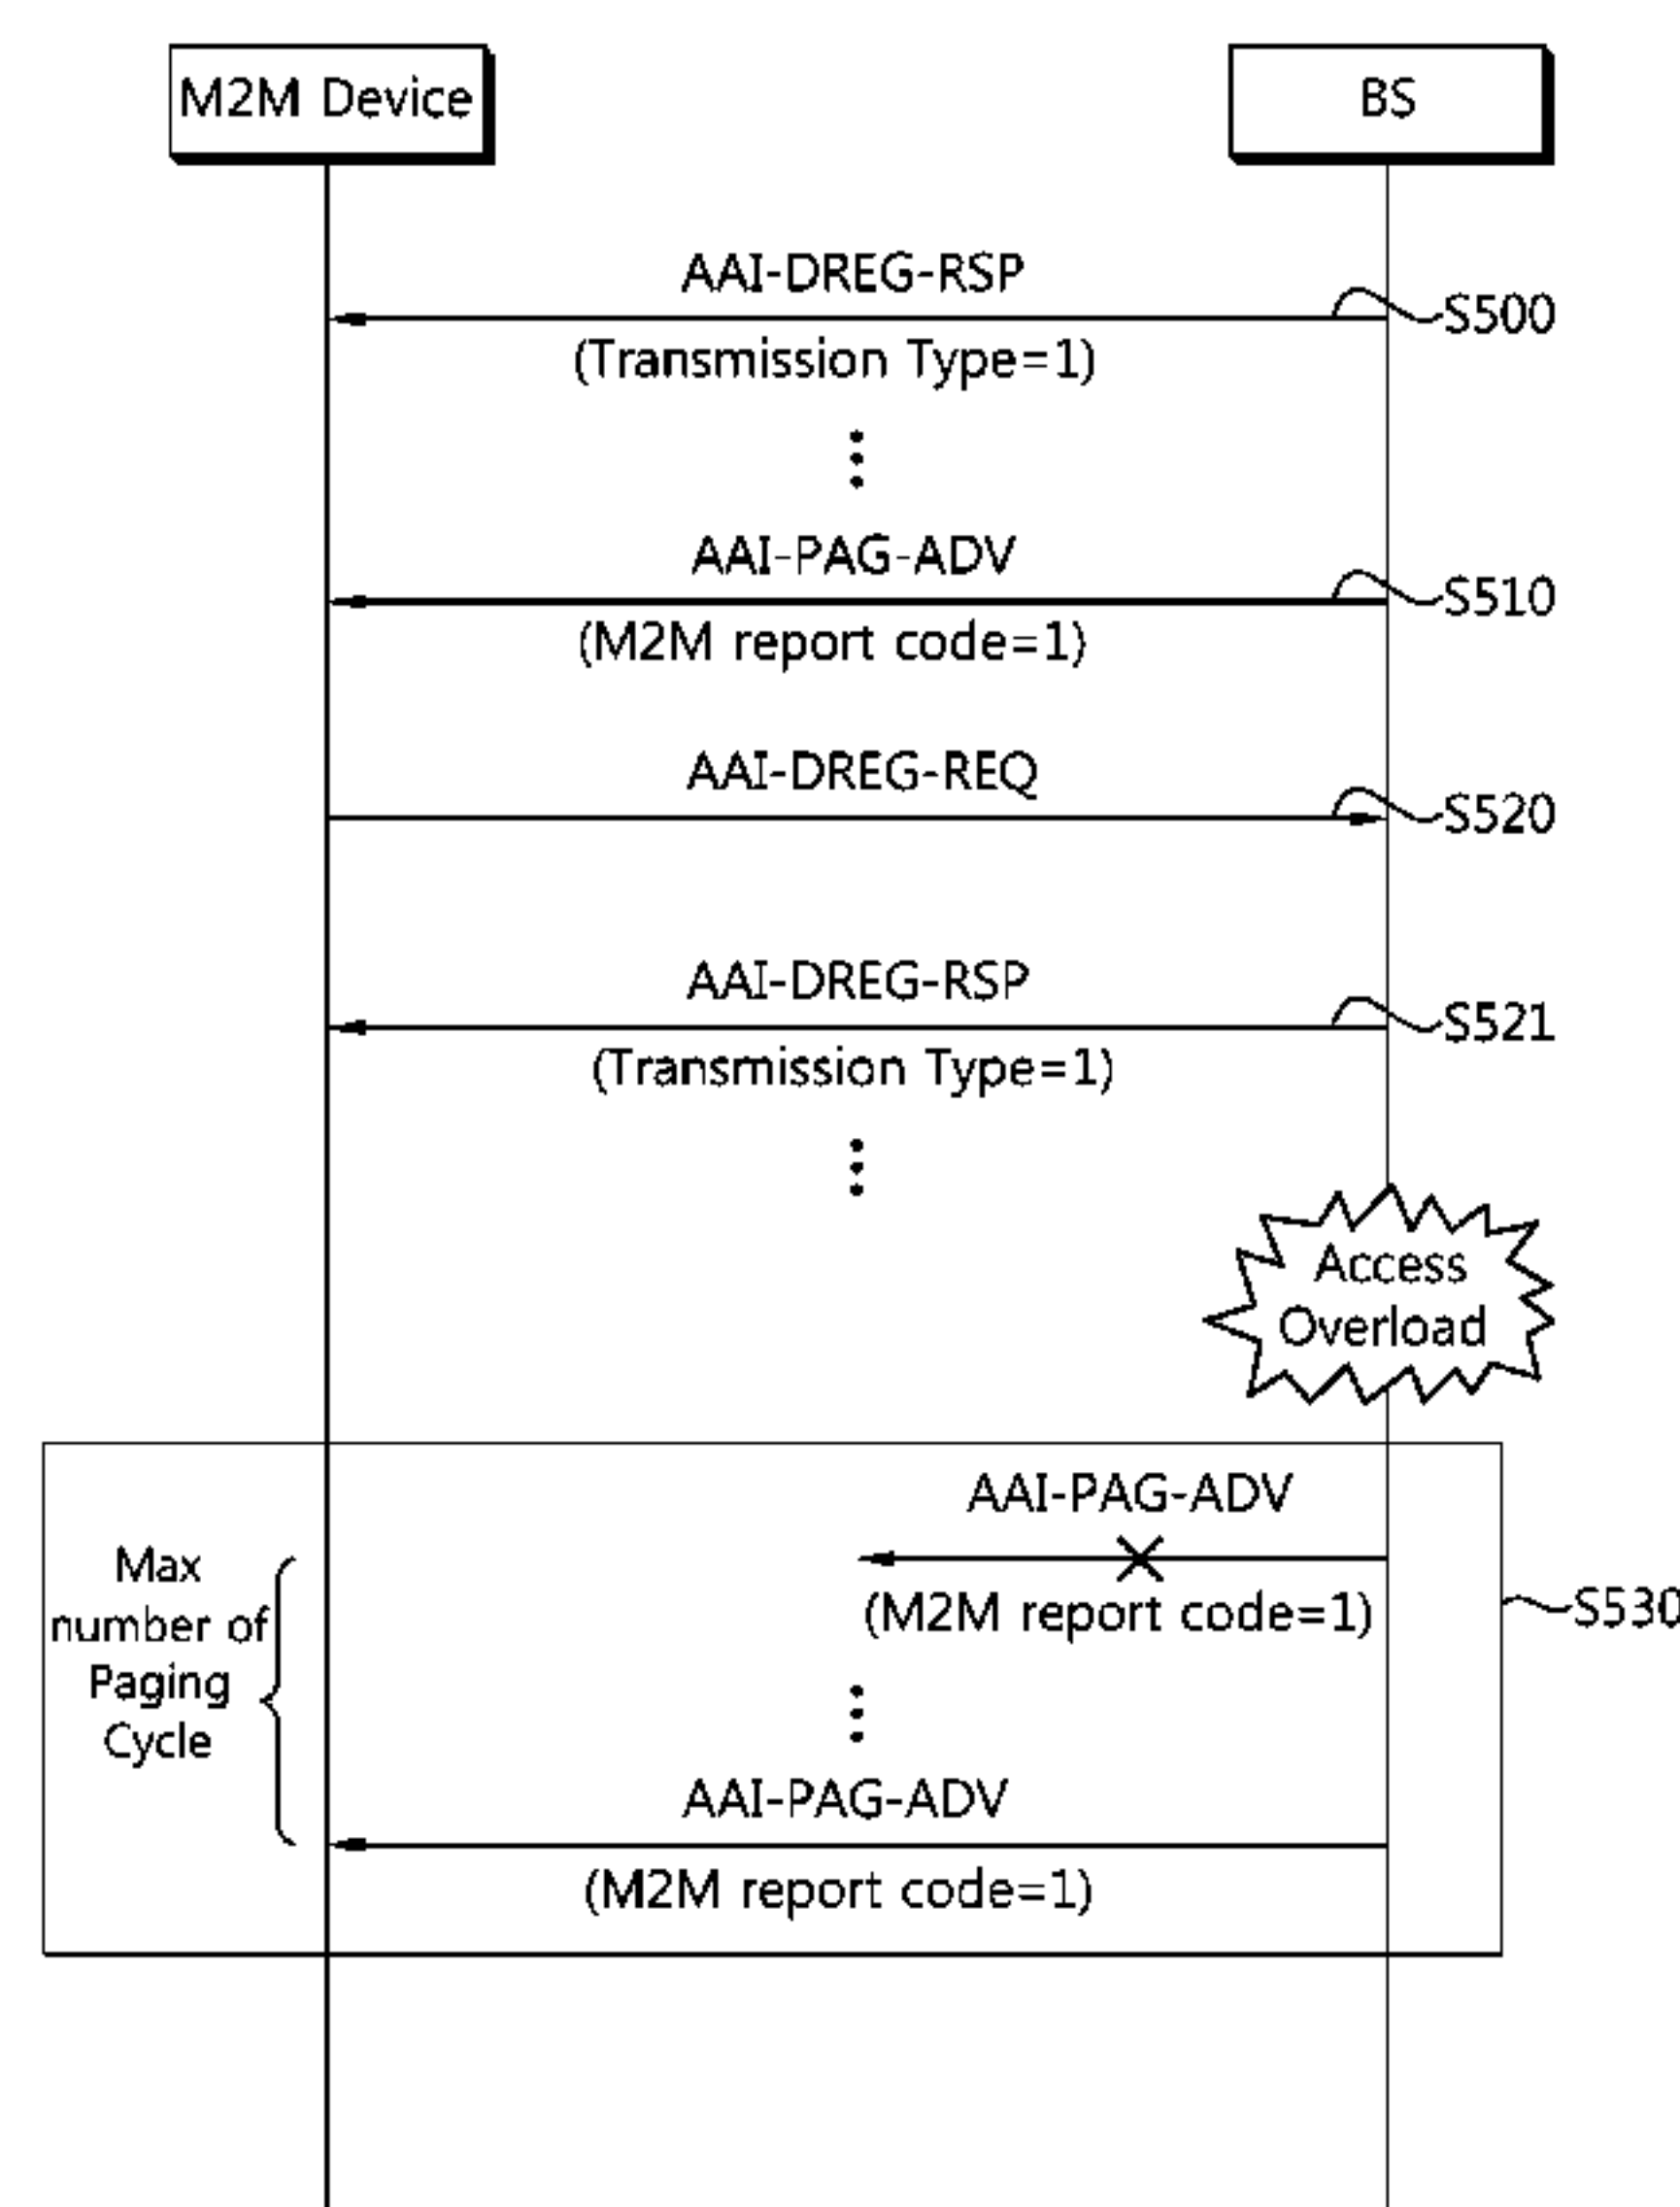 M2M Device
BS
AAI-DREG-RSP
S500
(Transmission Type=1)
AAI-PAG-ADV
S510
(M2M report code=1)
AAI-DREG-REQ
S520
AAI-DREG-RSP
S521
(Transmission Type=1)
Access
Overload
AAI-PAG-ADV
(M2M report code=1)
S530
Max
number of
Paging
Cycle
AAI-PAG-ADV
(M2M report code=1)